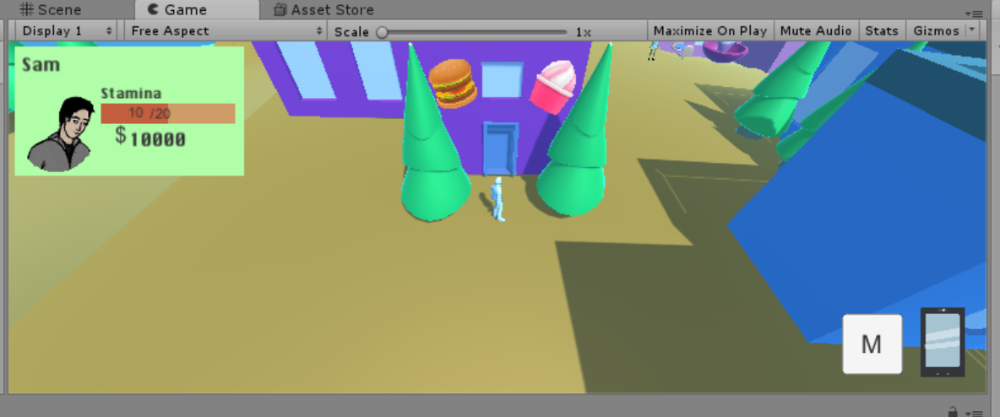 Scene Game Asset Store
Display 1 Free Aspect Scale 1x Maximize On Play Mute Audio Stats Gizmos
Sam
Stamina
10 /20
$10000
M